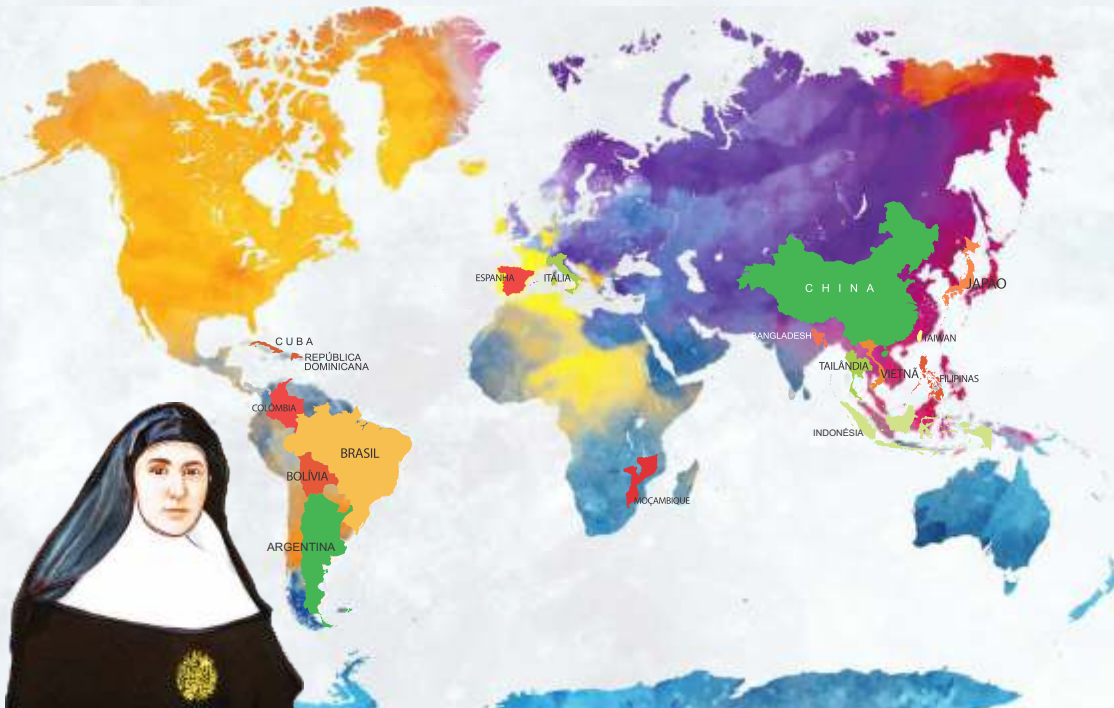 ESPANHA
ITÁLIA
CHINA
JAPÃO
CUBA
REPÚBLICA
DOMINICANA
BANGLADESH
TAIWAN
TAILÂNDIA
VIETNÃ
FILIPINAS
COLÔMBIA
INDONÉSIA
BRASIL
BOLÍVIA
MOÇAMBIQUE
ARGENTINA